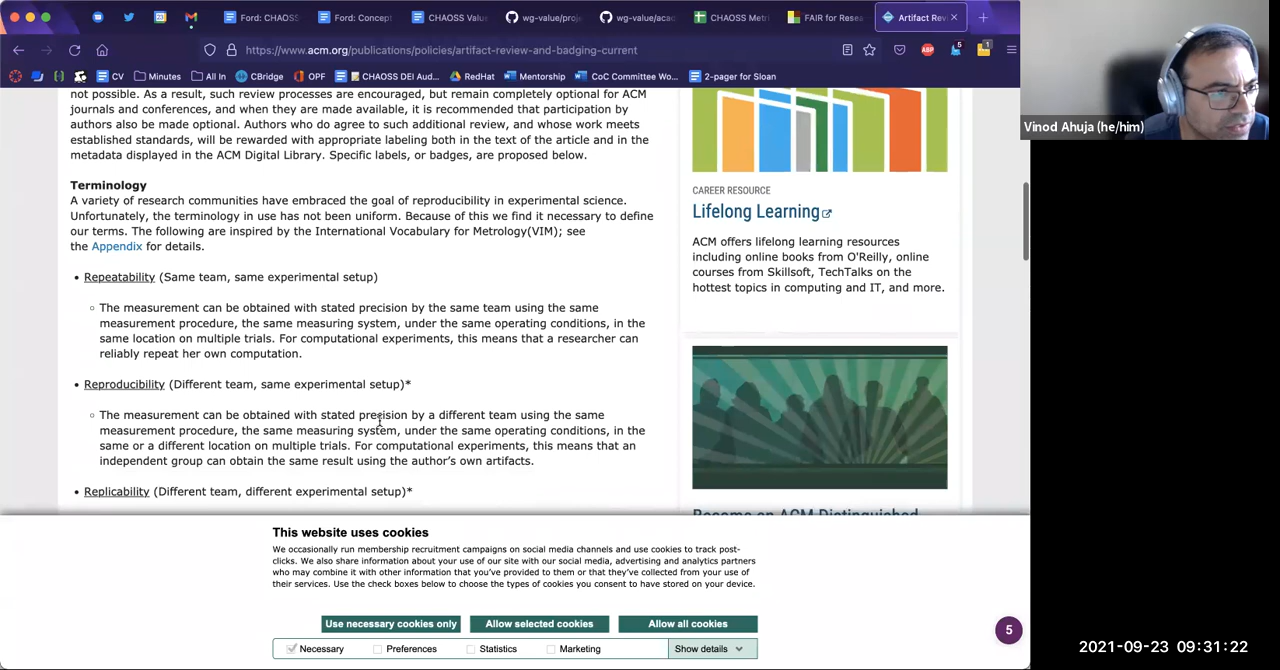 Ford: CHAOSS
Ford: Concept
CHAOSS Valu
wg-value/proj
wg-value/acad
CHAOSS Metri
FAIR for Resea
Artifact Revi
https://www.acm.org/publications/policies/artifact-review-and-badging-current
ABP
5
1
CV
Minutes
All In
CBridge
OPF
CHAOSS DEI Aud...
RedHat
Mentorship
CoC Committee Wo...
2-pager for Sloan
not possible. As a result, such review processes are encouraged, but remain completely optional for ACM
journals and conferences, and when they are made available, it is recommended that participation by
authors also be made optional. Authors who do agree to such additional review, and whose work meets
established standards, will be rewarded with appropriate labeling both in the text of the article and in the
metadata displayed in the ACM Digital Library. Specific labels, or badges, are proposed below.
Terminology
A variety of research communities have embraced the goal of reproducibility in experimental science.
Unfortunately, the terminology in use has not been uniform. Because of this we find it necessary to define
our terms. The following are inspired by the International Vocabulary for Metrology(VIM); see
the Appendix for details.
• Repeatability (Same team, same experimental setup)
○ The measurement can be obtained with stated precision by the same team using the same
measurement procedure, the same measuring system, under the same operating conditions, in the
same location on multiple trials. For computational experiments, this means that a researcher can
reliably repeat her own computation.
• Reproducibility (Different team, same experimental setup)*
○ The measurement can be obtained with stated precision by a different team using the same
measurement procedure, the same measuring system, under the same operating conditions, in the
same or a different location on multiple trials. For computational experiments, this means that an
independent group can obtain the same result using the author's own artifacts.
• Replicability (Different team, different experimental setup)*
CAREER RESOURCE
Lifelong Learning
ACM offers lifelong learning resources
including online books from O'Reilly, online
courses from Skillsoft, TechTalks on the
hottest topics in computing and IT, and more.
Become an ACM Distinguished
This website uses cookies
We occasionally run membership recruitment campaigns on social media channels and use cookies to track post-
clicks. We also share information about your use of our site with our social media, advertising and analytics partners
who may combine it with other information that you've provided to them or that they've collected from your use of
their services. Use the check boxes below to choose the types of cookies you consent to have stored on your device.
Use necessary cookies only
Allow selected cookies
Allow all cookies
Necessary
Preferences
Statistics
Marketing
Show details
5
Vinod Ahuja (he/him)
2021-09-23 09:31:22